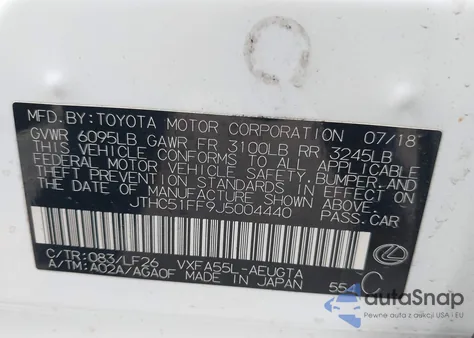 MFD. BY: TOYOTA MOTOR CORPORATION 07/18
GVWR 6095LB GAWR FR 3100LB RR 3245LB
THIS VEHICLE CONFORMS TO ALL APPLICABLE
FEDERAL MOTOR VEHICLE SAFETY, BUMPER, AND
THEFT PREVENTION STANDARDS IN EFFECT ON
THE DATE OF MANUFACTURE SHOWN ABOVE.
JTHC51FF9J5004440 PASS.CAR
C/TR: 083/LF26 VXFA55L-AEUGTA
A/TM: A02A/AGA0F MADE IN JAPAN 554 C
autaSnap
Pewne auta z aukcji USA i EU